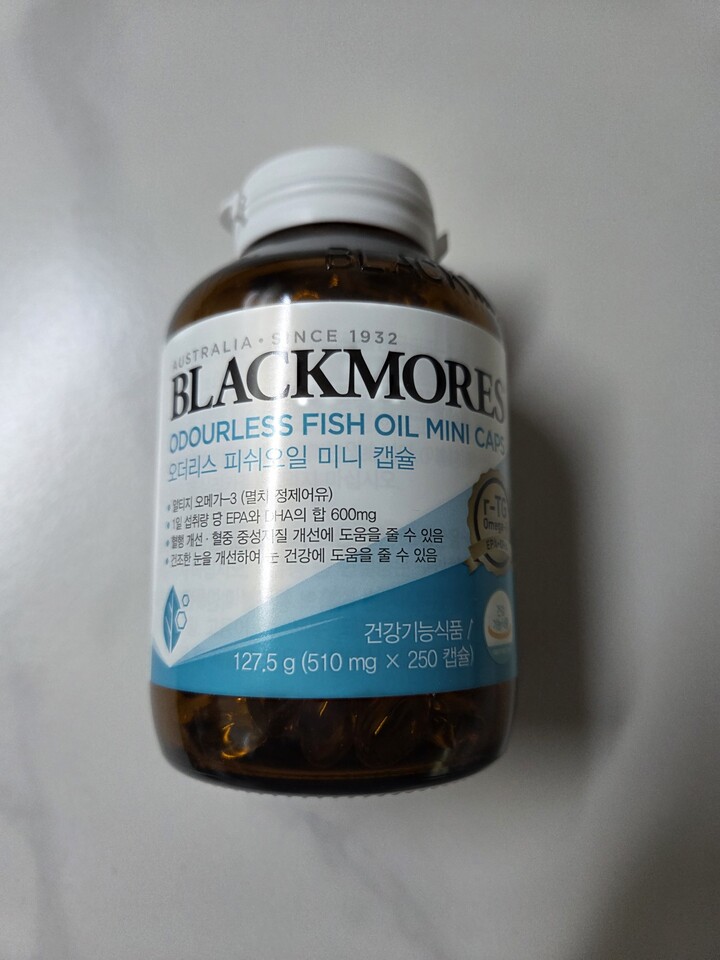 BLACKM
AUSTRALIA • SINCE 1932
BLACKMORES
ODOURLESS FISH OIL MINI CAPS
오더리스 피쉬오일 미니 캡슐
• 알티지 오메가-3 (멸치 정제어유)
• 1일 섭취량 당 EPA와 DHA의 합 600mg
• 혈행 개선 · 혈중 중성지질 개선에 도움을 줄 수 있음
• 건조한 눈을 개선하여 눈 건강에 도움을 줄 수 있음
r-TG
Omega
건강기능식품 /
127.5 g (510 mg × 250 캡슐)